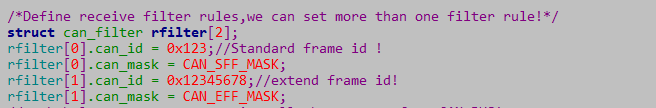 /*Define receive filter rules,we can set more than one filter rule!*/
struct can_filter rfilter[2];
rfilter[0].can_id = 0x123;//Standard frame id !
rfilter[0].can_mask = CAN_SFF_MASK;
rfilter[1].can_id = 0x12345678;//extend frame id!
rfilter[1].can_mask = CAN_EFF_MASK;